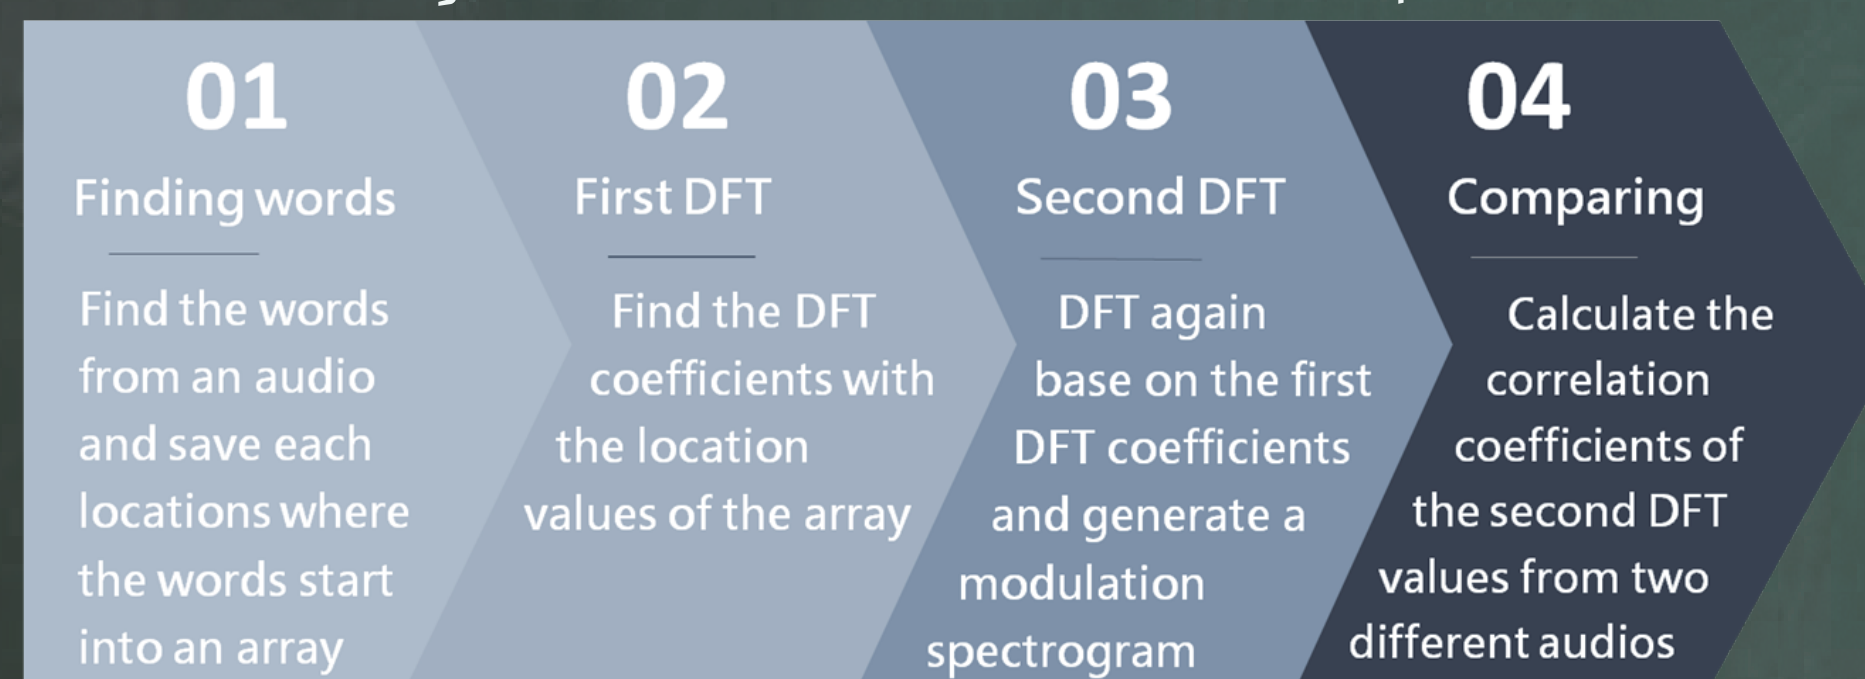 01
Finding words
Find the words
from an audio
and save each
locations where
the words start
into an array
02
First DFT
Find the DFT
coefficients with
the location
values of the array
03
Second DFT
DFT again
base on the first
DFT coefficients
and generate a
modulation
spectrogram
04
Comparing
Calculate the
correlation
coefficients of
the second DFT
values from two
different audios